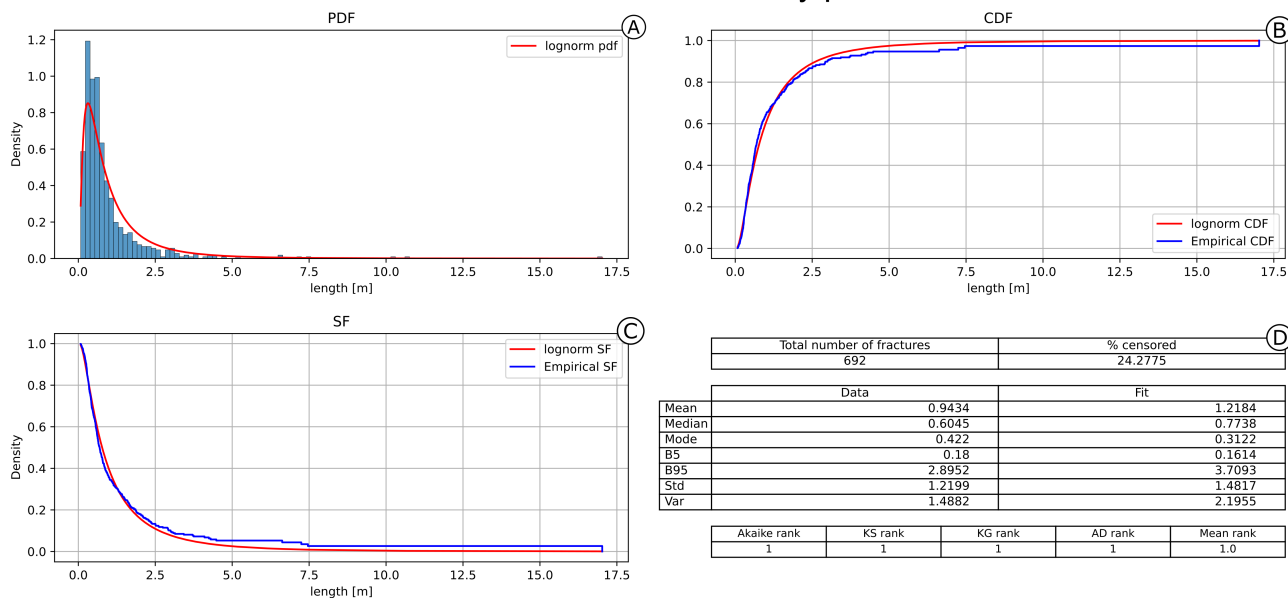 PDF
A
lognorm pdf
1.2
1.0
0.8
0.6
0.4
0.2
0.0
Density
0.0 2.5 5.0 7.5 10.0 12.5 15.0 17.5
length [m]
CDF
B
1.0
0.8
0.6
0.4
0.2
0.0
lognorm CDF
Empirical CDF
0.0 2.5 5.0 7.5 10.0 12.5 15.0 17.5
length [m]
SF
C
lognorm SF
Empirical SF
1.0
0.8
0.6
0.4
0.2
0.0
Density
0.0 2.5 5.0 7.5 10.0 12.5 15.0 17.5
length [m]
D
Total number of fractures % censored
692 24.2775
Data Fit
Mean 0.9434 1.2184
Median 0.6045 0.7738
Mode 0.422 0.3122
B5 0.18 0.1614
B95 2.8952 3.7093
Std 1.2199 1.4817
Var 1.4882 2.1955
Akaike rank KS rank KG rank AD rank Mean rank
1 1 1 1 1.0